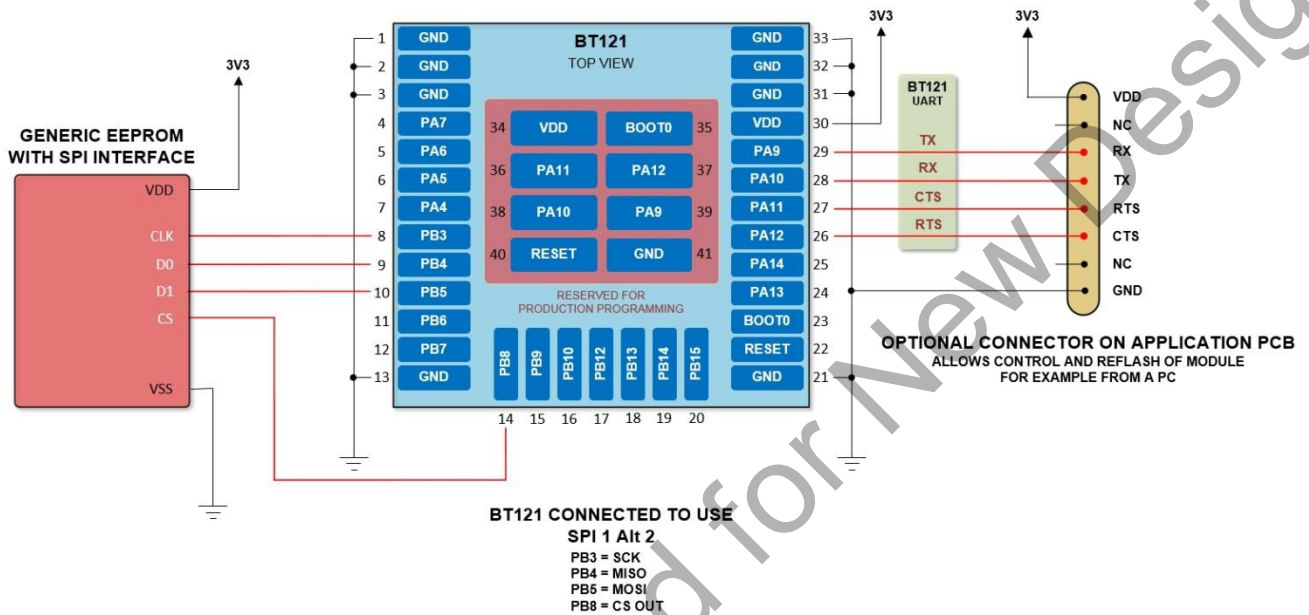 GENERIC EEPROM
WITH SPI INTERFACE
3V3
VDD
CLK
D0
D1
CS
VSS
BT121
TOP VIEW
1 GND
2 GND
3 GND
4 PA7
5 PA6
6 PA5
7 PA4
8 PB3
9 PB4
10 PB5
11 PB6
12 PB7
13 GND
34 VDD BOOT0 35
36 PA11 PA12 37
38 PA10 PA9 39
40 RESET GND 41
RESERVED FOR
PRODUCTION PROGRAMMING
PB8 PB9 PB10 PB12 PB13 PB14 PB15
14 15 16 17 18 19 20
GND 33
GND 32
GND 31
VDD 30
PA9 29
PA10 28
PA11 27
PA12 26
PA14 25
PA13 24
BOOT0 23
RESET 22
GND 21
3V3
BT121
UART
TX
RX
CTS
RTS
3V3
VDD
NC
RX
TX
RTS
CTS
NC
GND
OPTIONAL CONNECTOR ON APPLICATION PCB
ALLOWS CONTROL AND REFLASH OF MODULE
FOR EXAMPLE FROM A PC
BT121 CONNECTED TO USE
SPI 1 Alt 2
PB3 = SCK
PB4 = MISO
PB5 = MOSI
PB8 = CS OUT
d for New Desig